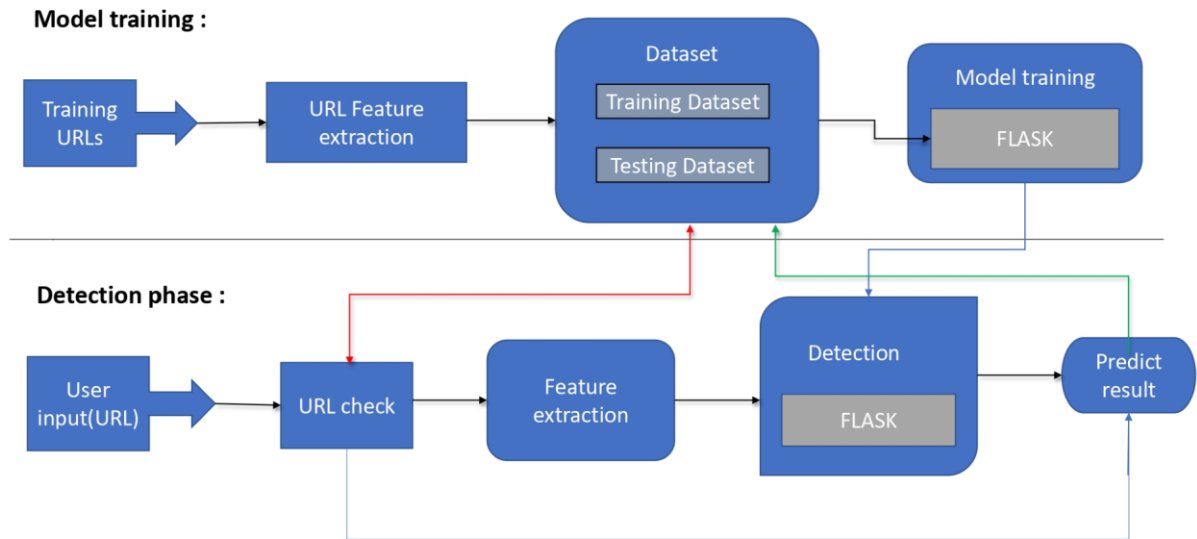 Model training :
Training
URLs
URL Feature
extraction
Dataset
Training Dataset
Testing Dataset
Model training
FLASK
Detection phase :
User
input(URL)
URL check
Feature
extraction
Detection
FLASK
Predict
result